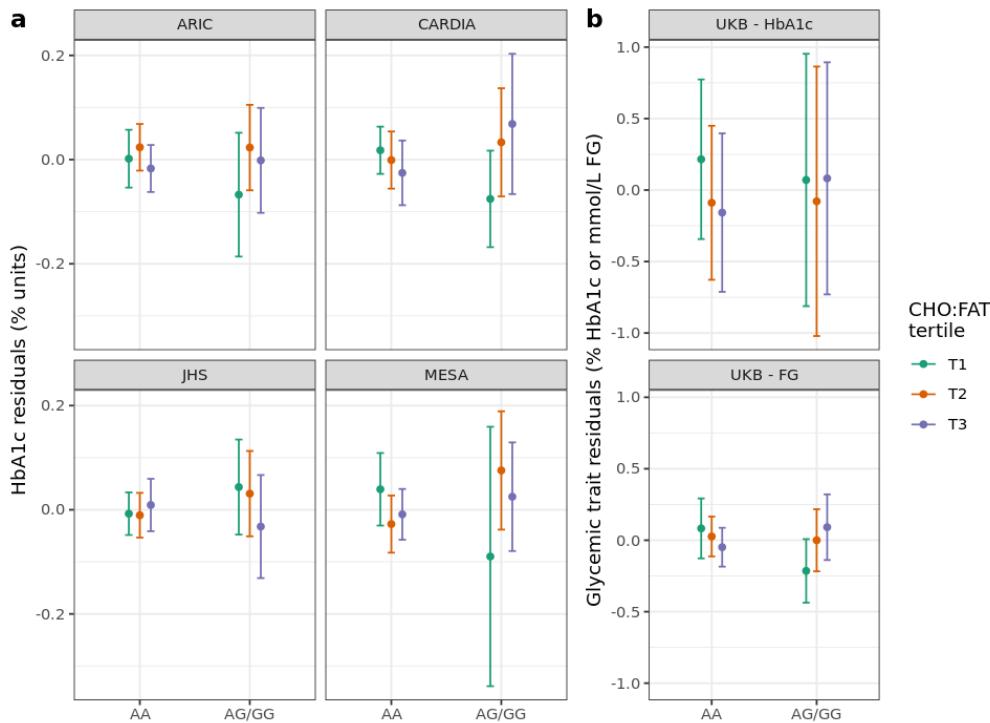 a
ARIC
CARDIA
b
UKB - HbA1c
0.2
0.0
-0.2
1.0
0.5
0.0
-0.5
-1.0
JHS
MESA
UKB - FG
0.2
0.0
-0.2
1.0
0.5
0.0
-0.5
-1.0
AA
AG/GG
AA
AG/GG
AA
AG/GG
HbA1c residuals (% units)
Glycemic trait residuals (% HbA1c or mmol/L FG)
CHO:FAT
tertile
T1
T2
T3